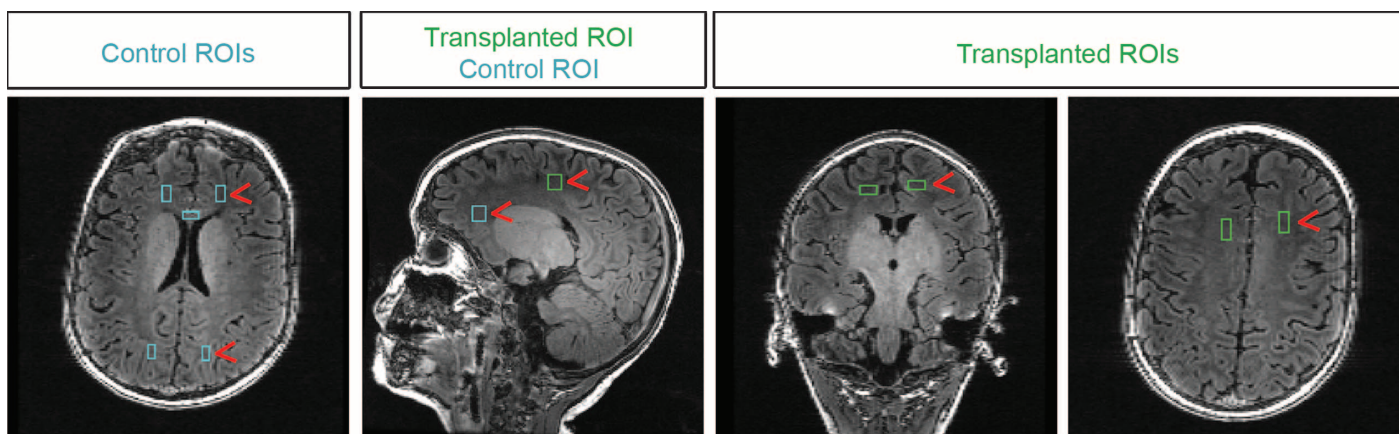 Control ROIs
Transplanted ROI
Control ROI
Transplanted ROIs